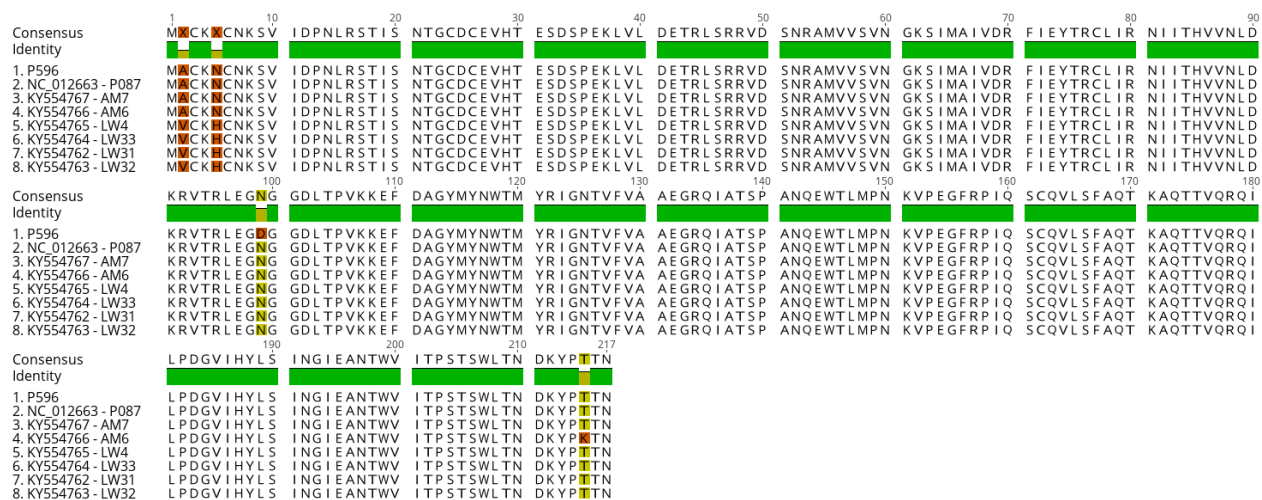 1 10 20 30 40 50 60 70 80 90
Consensus MXCKXCNKSV IDPNLRSTIS NTGCDCEVHT ESDSPEKLVL DETRLSRRVD SNRAMVVSVN GKSIMAIVDR FIEYTRCLIR NIITHVVNLD
Identity
1. P596 MACKNCNKSV IDPNLRSTIS NTGCDCEVHT ESDSPEKLVL DETRLSRRVD SNRAMVVSVN GKSIMAIVDR FIEYTRCLIR NIITHVVNLD
2. NC_012663 - P087 MACKNCNKSV IDPNLRSTIS NTGCDCEVHT ESDSPEKLVL DETRLSRRVD SNRAMVVSVN GKSIMAIVDR FIEYTRCLIR NIITHVVNLD
3. KY554767 - AM7 MACKNCNKSV IDPNLRSTIS NTGCDCEVHT ESDSPEKLVL DETRLSRRVD SNRAMVVSVN GKSIMAIVDR FIEYTRCLIR NIITHVVNLD
4. KY554766 - AM6 MACKNCNKSV IDPNLRSTIS NTGCDCEVHT ESDSPEKLVL DETRLSRRVD SNRAMVVSVN GKSIMAIVDR FIEYTRCLIR NIITHVVNLD
5. KY554765 - LW4 MVCKHCNKSV IDPNLRSTIS NTGCDCEVHT ESDSPEKLVL DETRLSRRVD SNRAMVVSVN GKSIMAIVDR FIEYTRCLIR NIITHVVNLD
6. KY554764 - LW33 MVCKHCNKSV IDPNLRSTIS NTGCDCEVHT ESDSPEKLVL DETRLSRRVD SNRAMVVSVN GKSIMAIVDR FIEYTRCLIR NIITHVVNLD
7. KY554762 - LW31 MVCKHCNKSV IDPNLRSTIS NTGCDCEVHT ESDSPEKLVL DETRLSRRVD SNRAMVVSVN GKSIMAIVDR FIEYTRCLIR NIITHVVNLD
8. KY554763 - LW32 MVCKHCNKSV IDPNLRSTIS NTGCDCEVHT ESDSPEKLVL DETRLSRRVD SNRAMVVSVN GKSIMAIVDR FIEYTRCLIR NIITHVVNLD
100 110 120 130 140 150 160 170 180
Consensus KRVTRLEGNG GDLTPVKKEF DAGYMYNWTM YRIGNTVFVA AEGRQIATSP ANQEWTLMPN KVPEGFRPIQ SCQVLSFAQT KAQTTVQRQI
Identity
1. P596 KRVTRLEGDG GDLTPVKKEF DAGYMYNWTM YRIGNTVFVA AEGRQIATSP ANQEWTLMPN KVPEGFRPIQ SCQVLSFAQT KAQTTVQRQI
2. NC_012663 - P087 KRVTRLEGNG GDLTPVKKEF DAGYMYNWTM YRIGNTVFVA AEGRQIATSP ANQEWTLMPN KVPEGFRPIQ SCQVLSFAQT KAQTTVQRQI
3. KY554767 - AM7 KRVTRLEGNG GDLTPVKKEF DAGYMYNWTM YRIGNTVFVA AEGRQIATSP ANQEWTLMPN KVPEGFRPIQ SCQVLSFAQT KAQTTVQRQI
4. KY554766 - AM6 KRVTRLEGNG GDLTPVKKEF DAGYMYNWTM YRIGNTVFVA AEGRQIATSP ANQEWTLMPN KVPEGFRPIQ SCQVLSFAQT KAQTTVQRQI
5. KY554765 - LW4 KRVTRLEGNG GDLTPVKKEF DAGYMYNWTM YRIGNTVFVA AEGRQIATSP ANQEWTLMPN KVPEGFRPIQ SCQVLSFAQT KAQTTVQRQI
6. KY554764 - LW33 KRVTRLEGNG GDLTPVKKEF DAGYMYNWTM YRIGNTVFVA AEGRQIATSP ANQEWTLMPN KVPEGFRPIQ SCQVLSFAQT KAQTTVQRQI
7. KY554762 - LW31 KRVTRLEGNG GDLTPVKKEF DAGYMYNWTM YRIGNTVFVA AEGRQIATSP ANQEWTLMPN KVPEGFRPIQ SCQVLSFAQT KAQTTVQRQI
8. KY554763 - LW32 KRVTRLEGNG GDLTPVKKEF DAGYMYNWTM YRIGNTVFVA AEGRQIATSP ANQEWTLMPN KVPEGFRPIQ SCQVLSFAQT KAQTTVQRQI
190 200 210 217
Consensus LPDGVIHYLS INGIEANTWV ITPSTSWLTN DKYPTTN
Identity
1. P596 LPDGVIHYLS INGIEANTWV ITPSTSWLTN DKYPTTN
2. NC_012663 - P087 LPDGVIHYLS INGIEANTWV ITPSTSWLTN DKYPTTN
3. KY554767 - AM7 LPDGVIHYLS INGIEANTWV ITPSTSWLTN DKYPTTN
4. KY554766 - AM6 LPDGVIHYLS INGIEANTWV ITPSTSWLTN DKYPKTN
5. KY554765 - LW4 LPDGVIHYLS INGIEANTWV ITPSTSWLTN DKYPTTN
6. KY554764 - LW33 LPDGVIHYLS INGIEANTWV ITPSTSWLTN DKYPTTN
7. KY554762 - LW31 LPDGVIHYLS INGIEANTWV ITPSTSWLTN DKYPTTN
8. KY554763 - LW32 LPDGVIHYLS INGIEANTWV ITPSTSWLTN DKYPTTN